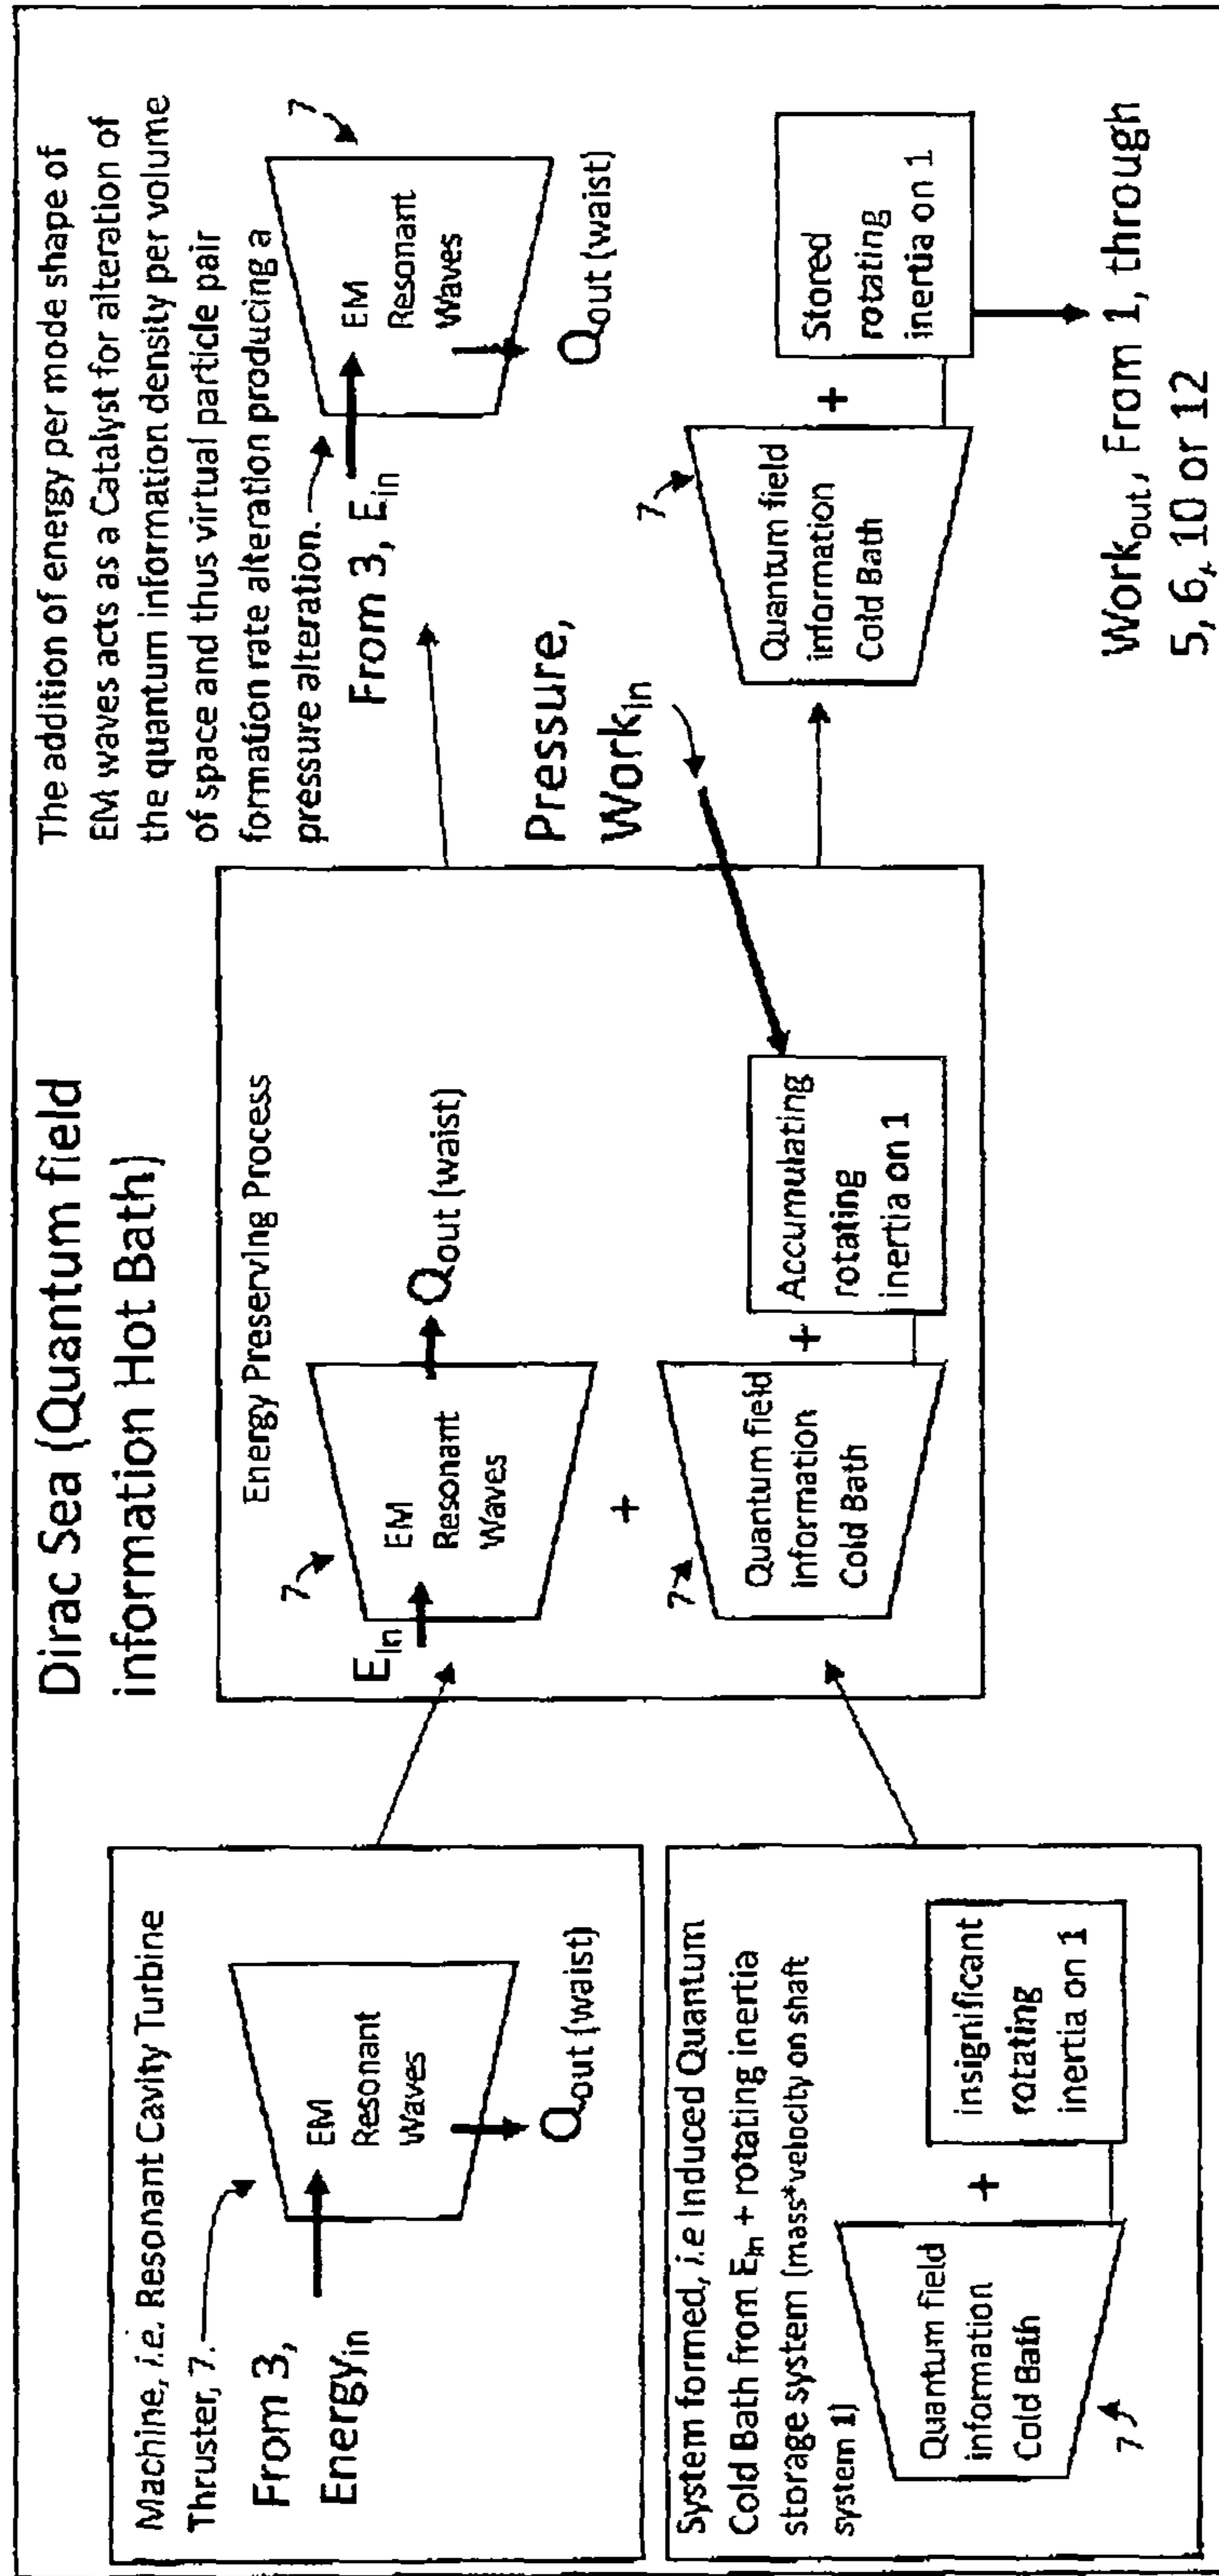 Dirac Sea (Quantum field
information Hot Bath)
Machine, i.e. Resonant Cavity Turbine
Thruster, 7.
From 3,
Energyin
EM
Resonant
Waves
Qout (waist)
System formed, i.e Induced Quantum
Cold Bath from Ein + rotating inertia
storage system (mass*velocity on shaft
system 1)
Quantum field
information
Cold Bath
7
+
insignificant
rotating
inertia on 1
Energy Preserving Process
7
Ein
EM
Resonant
Waves
Qout (waist)
+
7
Quantum field
information
Cold Bath
+
Accumulating
rotating
inertia on 1
The addition of energy per mode shape of
EM waves acts as a Catalyst for alteration of
the quantum information density per volume
of space and thus virtual particle pair
formation rate alteration producing a
pressure alteration.
From 3, Ein
7
EM
Resonant
Waves
Qout (waist)
Pressure,
Workin
7
Quantum field
information
Cold Bath
+
Stored
rotating
inertia on 1
Workout, From 1, through
5, 6, 10 or 12